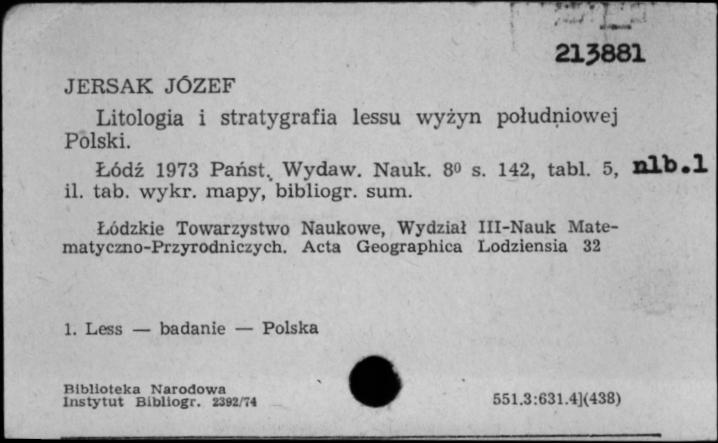 213881
JERSAK JÓZEF
Litologia i stratygrafia lessu wyżyn południowej
Polski.
Łódź 1973 Państ. Wydaw. Nauk. 8⁰ s. 142, tabl. 5, nlb.1
il. tab. wykr. mapy, bibliogr. sum.
Łódzkie Towarzystwo Naukowe, Wydział III-Nauk Mate-
matyczno-Przyrodniczych. Acta Geographica Lodziensia 32
1. Less — badanie — Polska
Biblioteka Narodowa
Instytut Bibliogr. 2392/74
551.3:631.4](438)